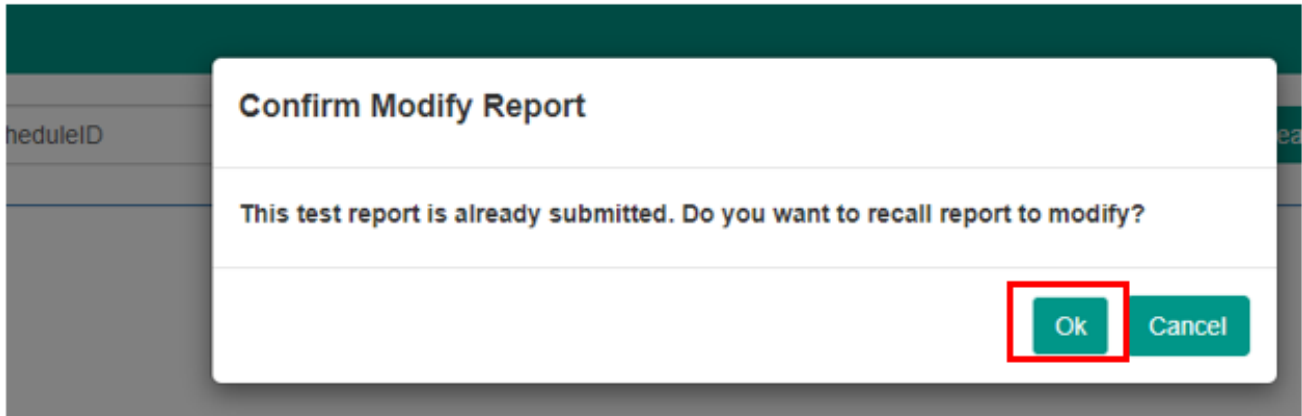 Confirm Modify Report
heduleID
ea
This test report is already submitted. Do you want to recall report to modify?
Ok
Cancel